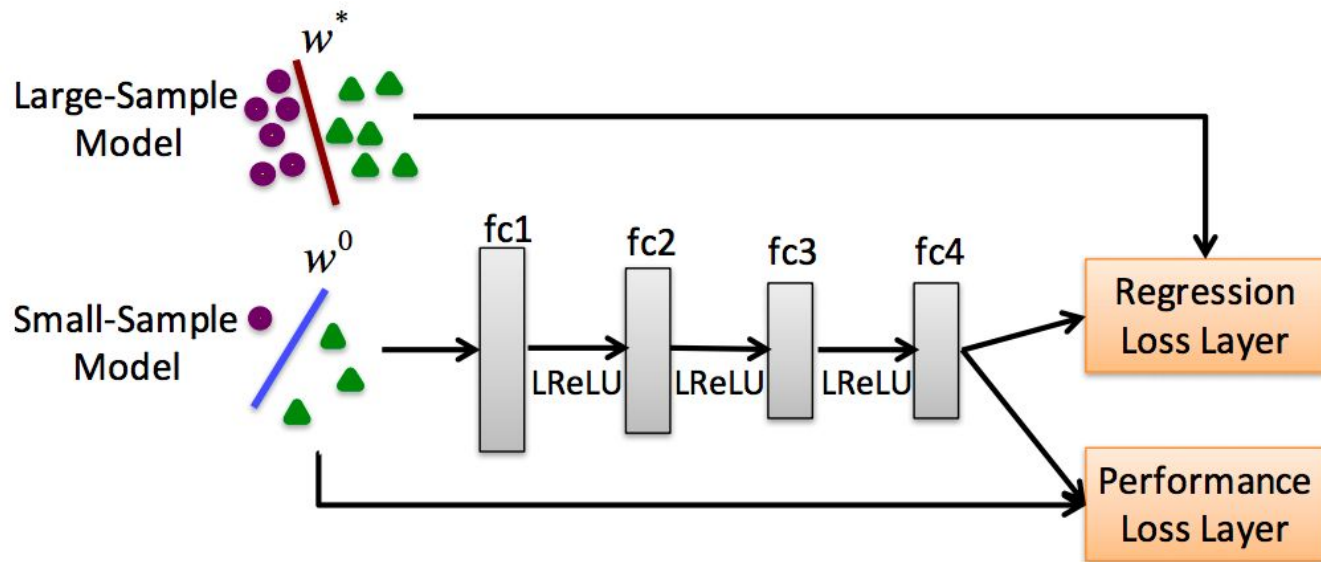 w*
Large-Sample
Model
w⁰
Small-Sample
Model
fc1
fc2
fc3
fc4
LReLU
LReLU
LReLU
Regression
Loss Layer
Performance
Loss Layer